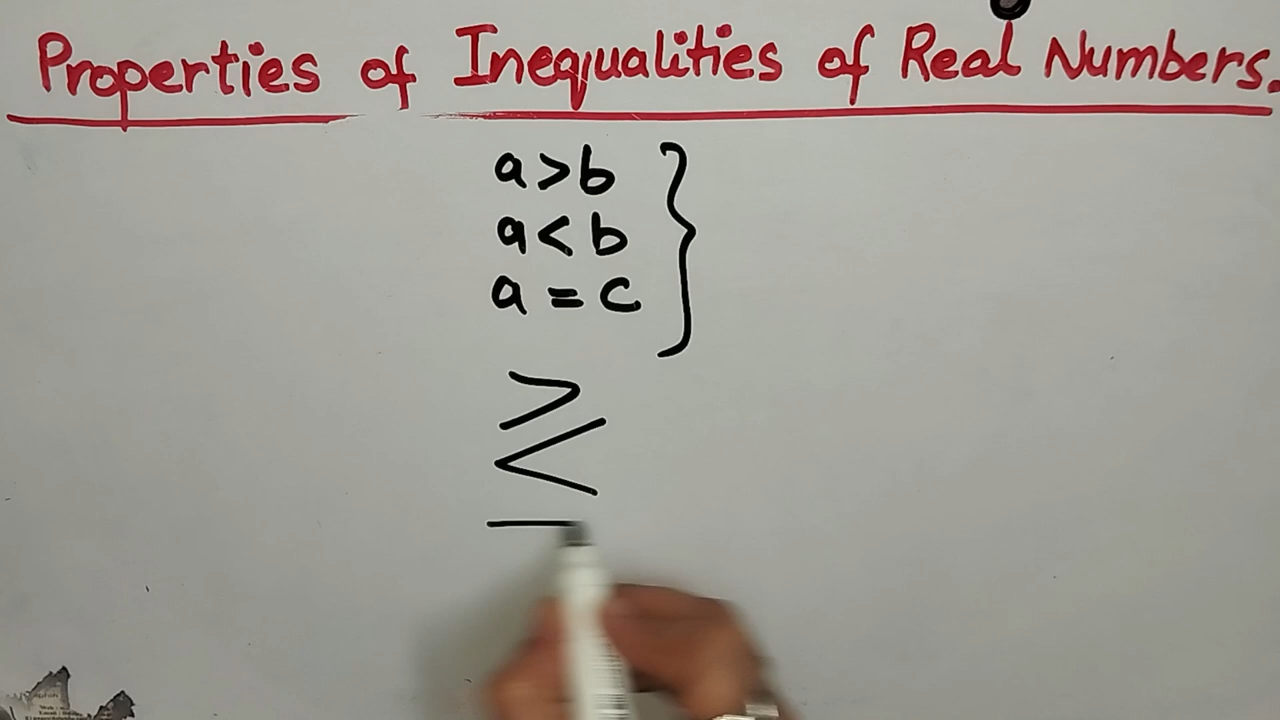 Properties of Inequalities of Real Numbers.
a > b
a < b
a = c
>
<